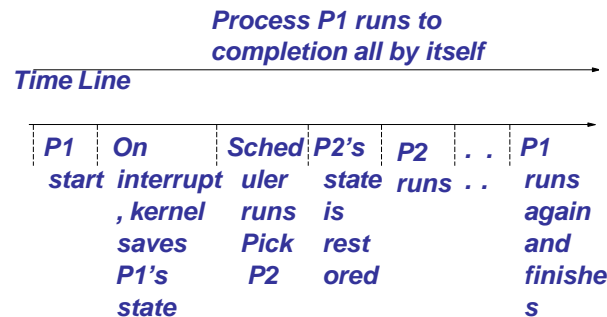 Process P1 runs to
completion all by itself
Time Line
P1
start
On
interrupt
, kernel
saves
P1's
state
Sched
uler
runs
Pick
P2
P2's
state
is
rest
ored
P2
runs
. .
. .
P1
runs
again
and
finishe
s